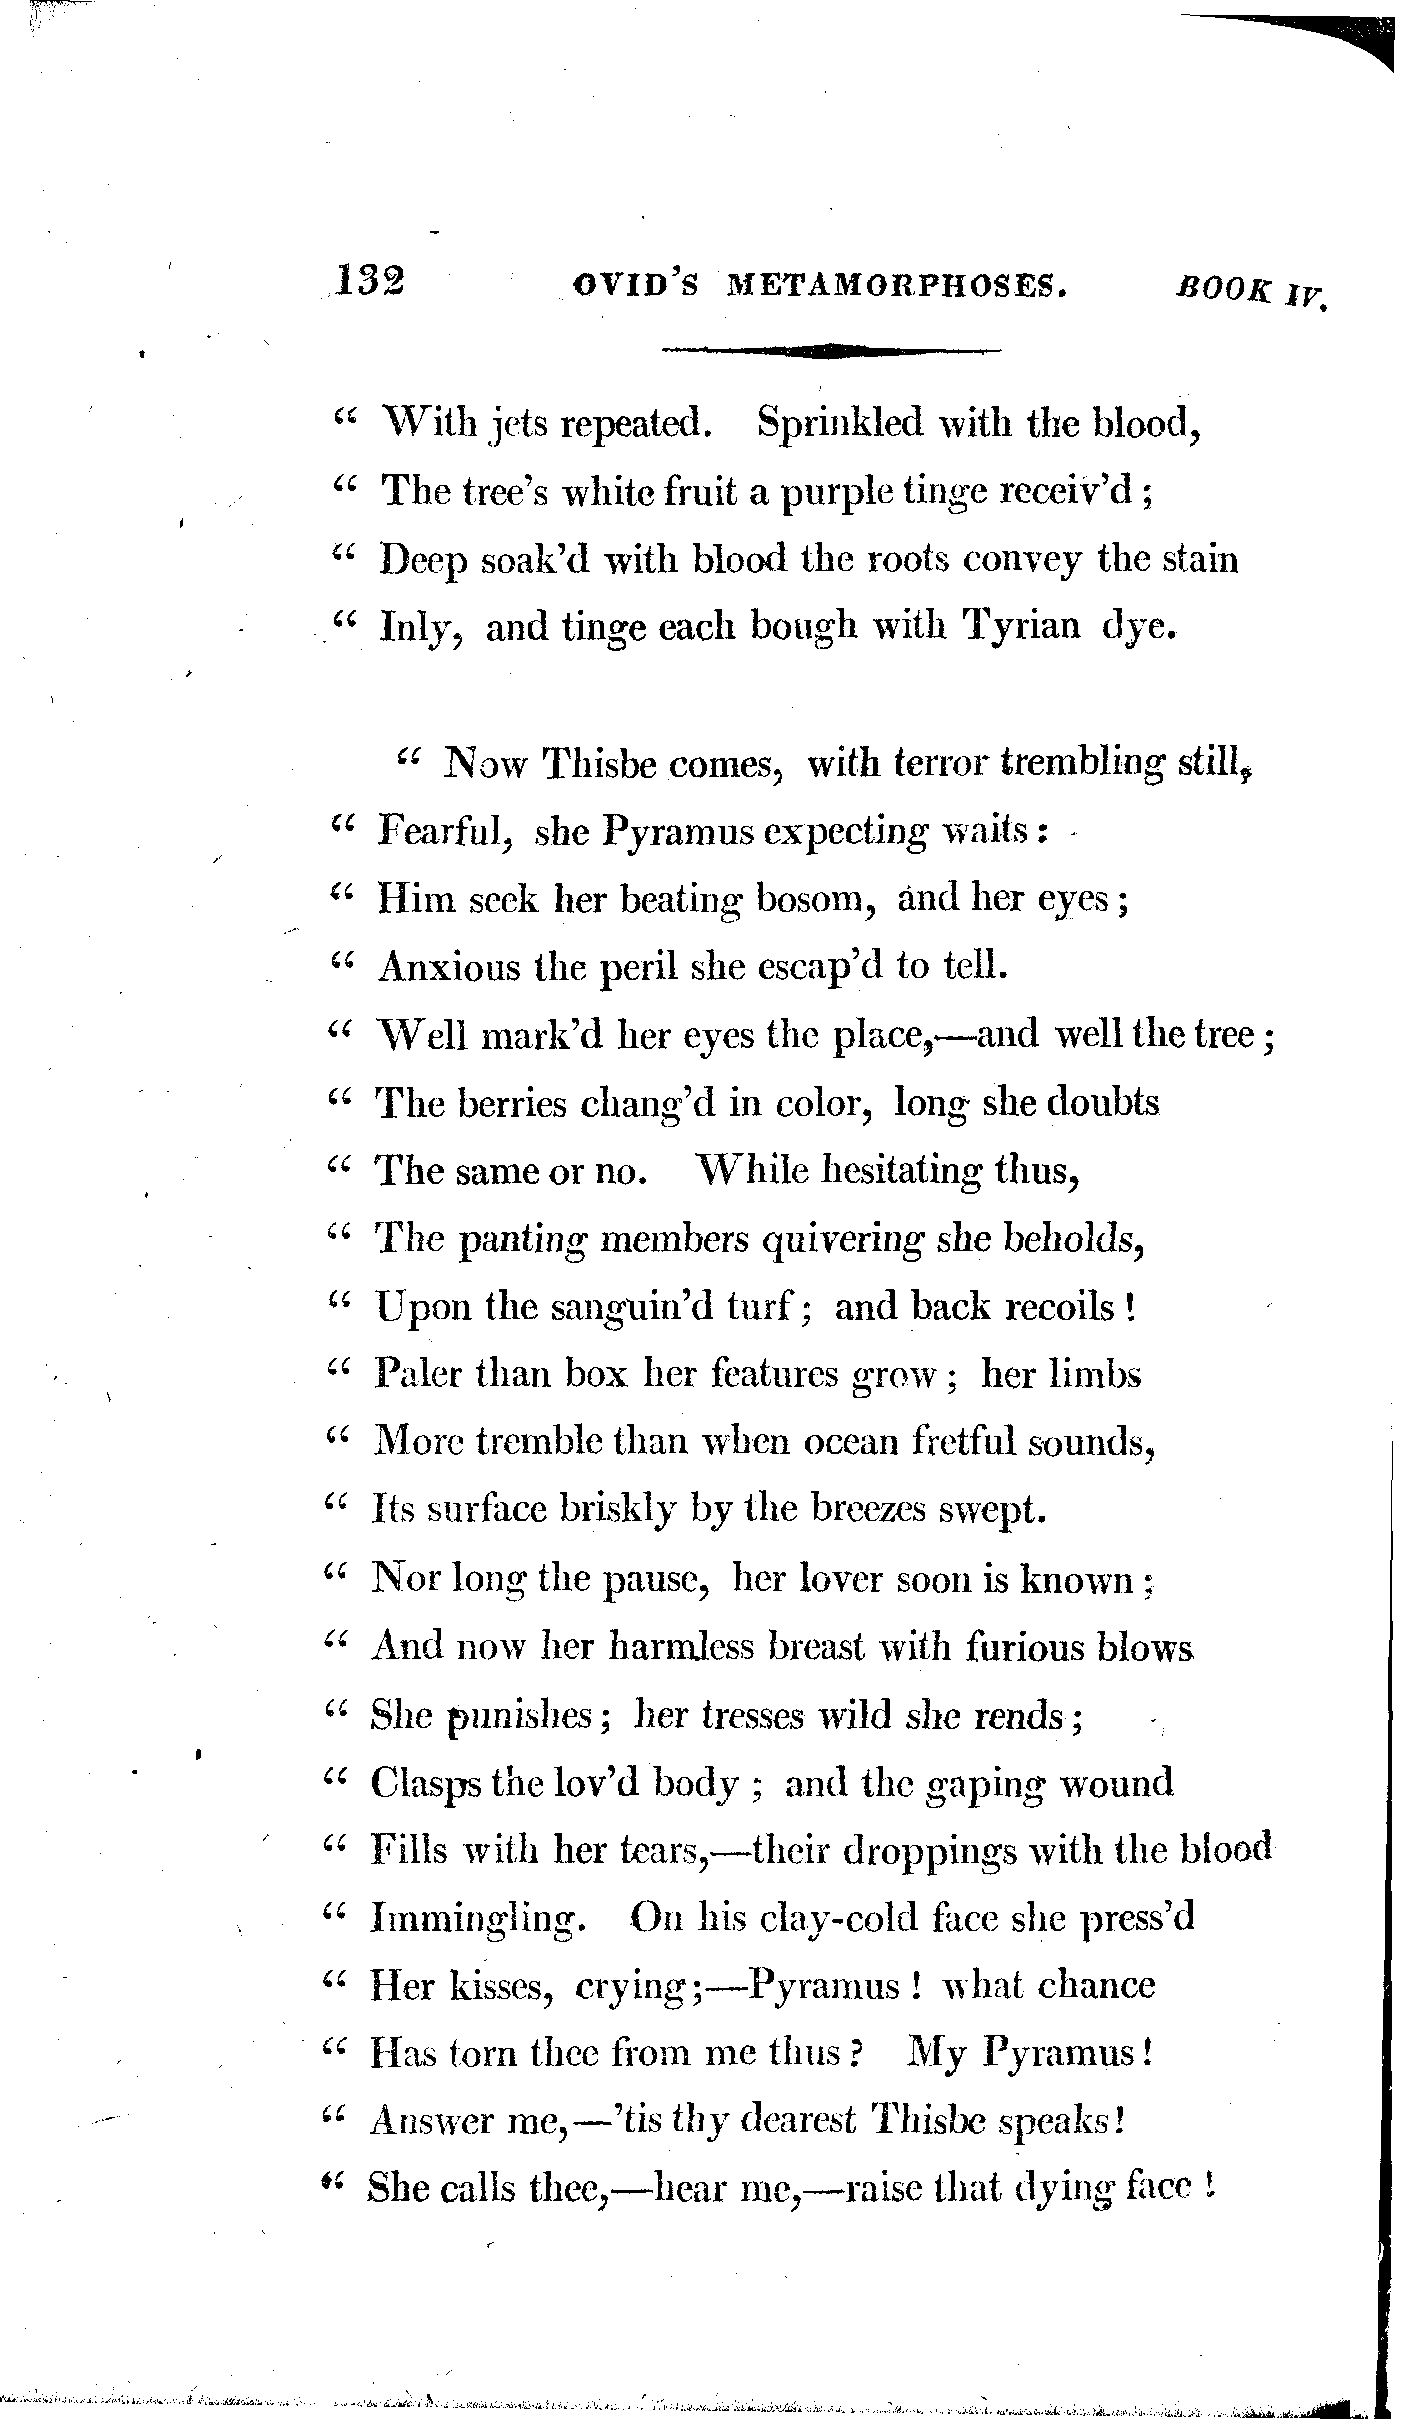 132 OVID'S METAMORPHOSES. BOOK IV.
“ With jets repeated. Sprinkled with the blood,
“ The tree's white fruit a purple tinge receiv'd ;
“ Deep soak'd with blood the roots convey the stain
“ Inly, and tinge each bough with Tyrian dye.
“ Now Thisbe comes, with terror trembling still,
“ Fearful, she Pyramus expecting waits :
“ Him seek her beating bosom, and her eyes ;
“ Anxious the peril she escap'd to tell.
“ Well mark'd her eyes the place,—and well the tree ;
“ The berries chang'd in color, long she doubts
“ The same or no. While hesitating thus,
“ The panting members quivering she beholds,
“ Upon the sanguin'd turf ; and back recoils !
“ Paler than box her features grow ; her limbs
“ More tremble than when ocean fretful sounds,
“ Its surface briskly by the breezes swept.
“ Nor long the pause, her lover soon is known ;
“ And now her harmless breast with furious blows
“ She punishes ; her tresses wild she rends ;
“ Clasps the lov'd body ; and the gaping wound
“ Fills with her tears,—their droppings with the blood
“ Immingling. On his clay-cold face she press'd
“ Her kisses, crying ;—Pyramus ! what chance
“ Has torn thee from me thus ? My Pyramus !
“ Answer me,—'tis thy dearest Thisbe speaks !
“ She calls thee,—hear me,—raise that dying face !